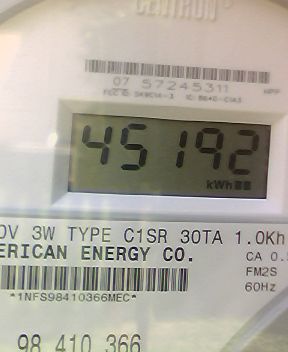 CENTRON®
07 57245311
45192
kWh
0V 3W TYPE C1SR 30TA 1.0Kh
ERICAN ENERGY CO.
CA 0.
FM2S
*1NFS98410366MEC*
60Hz
98 410 366